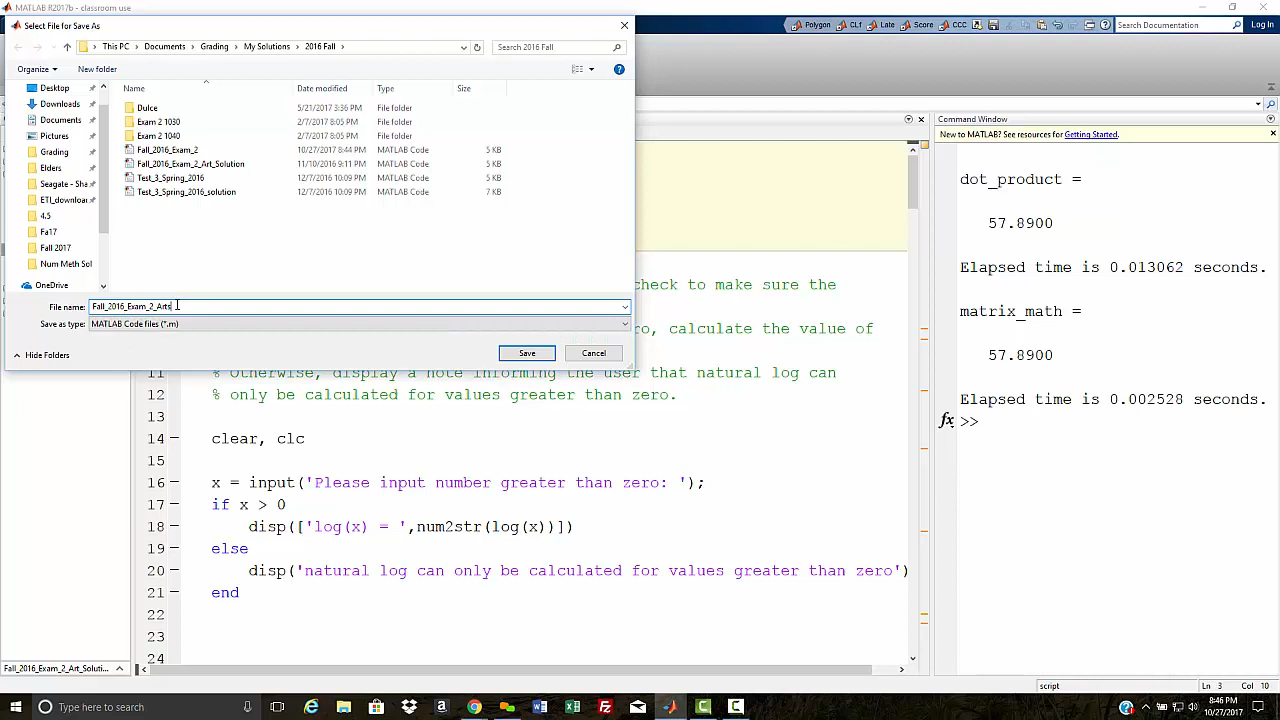 MATLAB R2017b - classroom use
Select File for Save As
This PC > Documents > Grading > My Solutions > 2016 Fall >
Search 2016 Fall
Polygon CLf Late Score CCC
Search Documentation
Log In
Organize
New folder
Name Date modified Type Size
Desktop
Downloads
Documents
Pictures
Grading
Elders
Seagate - Sha
ETI_download
4.5
Fa17
Fall 2017
Num Meth Sol
OneDrive
Dulce 5/21/2017 3:36 PM File folder
Exam 2 1030 2/7/2017 8:05 PM File folder
Exam 2 1040 2/7/2017 8:05 PM File folder
Fall_2016_Exam_2 10/27/2017 8:44 PM MATLAB Code 5 KB
Fall_2016_Exam_2_Art_Solution 11/10/2016 9:11 PM MATLAB Code 5 KB
Test_3_Spring_2016 12/7/2016 10:09 PM MATLAB Code 5 KB
Test_3_Spring_2016_solution 12/7/2016 10:09 PM MATLAB Code 7 KB
File name: Fall_2016_Exam_2_Arts
Save as type: MATLAB Code files (*.m)
Hide Folders
Save
Cancel
check to make sure the
ro, calculate the value of
11 % Otherwise, display a note informing the user that natural log can
12 % only be calculated for values greater than zero.
13
14 clear, clc
15
16 x = input('Please input number greater than zero: ');
17 if x > 0
18 disp(['log(x) = ',num2str(log(x))])
19 else
20 disp('natural log can only be calculated for values greater than zero')
21 end
22
23
24
Command Window
New to MATLAB? See resources for Getting Started.
dot_product =
57.8900
Elapsed time is 0.013062 seconds.
matrix_math =
57.8900
Elapsed time is 0.002528 seconds.
fx >>
Fall_2016_Exam_2_Art_Soluti...
script
Ln 3 Col 10
Type here to search
8:46 PM
10/27/2017